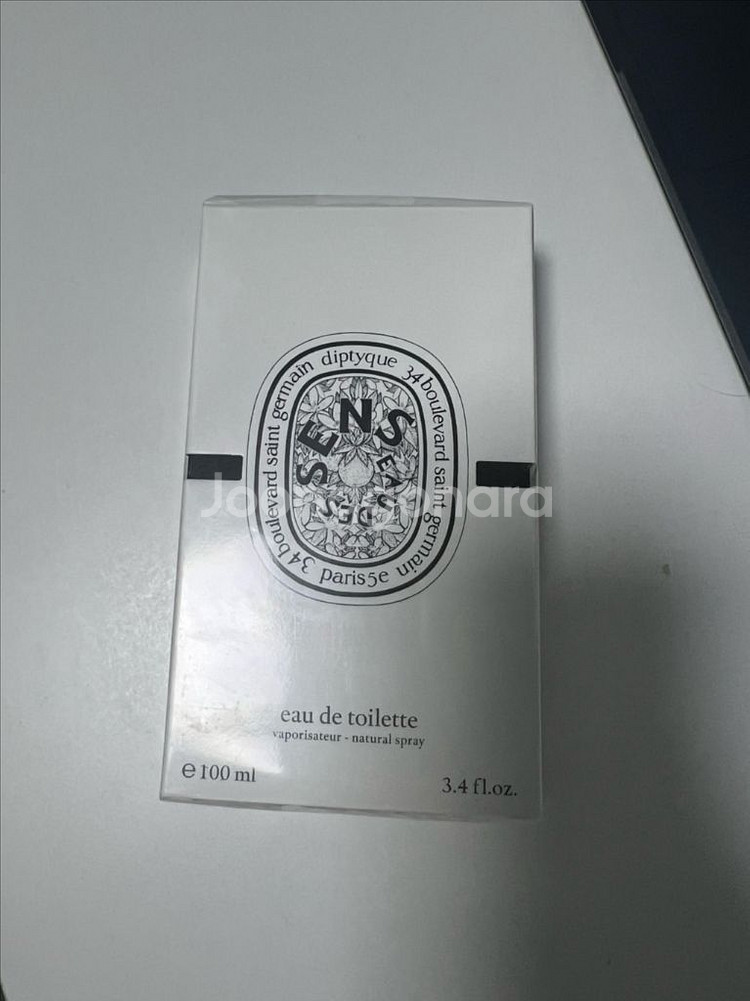 diptyque 34 boulevard saint germain paris 5e 34 boulevard saint germain
SENS
EAU DES
Joonggonara
eau de toilette
vaporisateur - natural spray
e 100 ml
3.4 fl.oz.